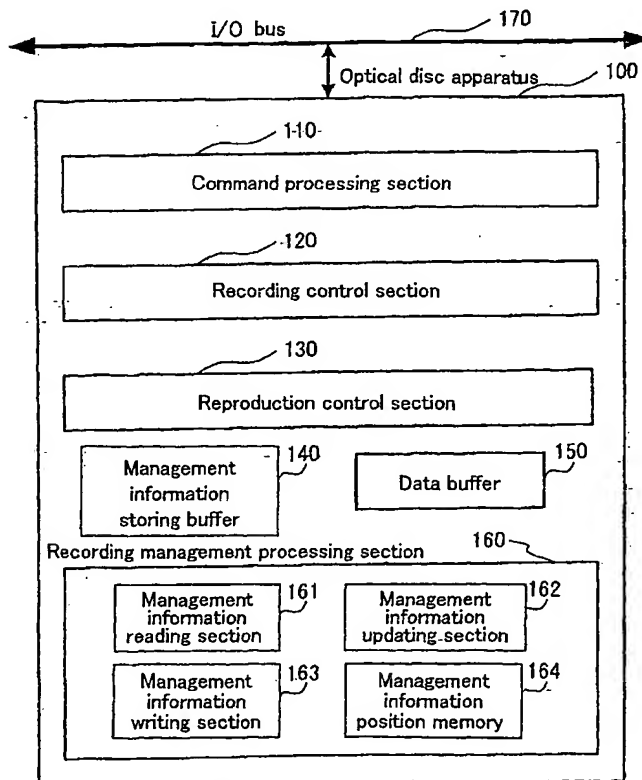 I/O bus
170
Optical disc apparatus
100
110
Command processing section
120
Recording control section
130
Reproduction control section
140
Management
information
storing buffer
150
Data buffer
Recording management processing section
160
Management
information
reading section
161
Management
information
updating section
162
Management
information
writing section
163
Management
information
position memory
164